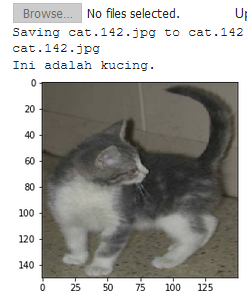 Browse... No files selected. Up
Saving cat.142.jpg to cat.142
cat.142.jpg
Ini adalah kucing.
0
20
40
60
80
100
120
140
0 25 50 75 100 125